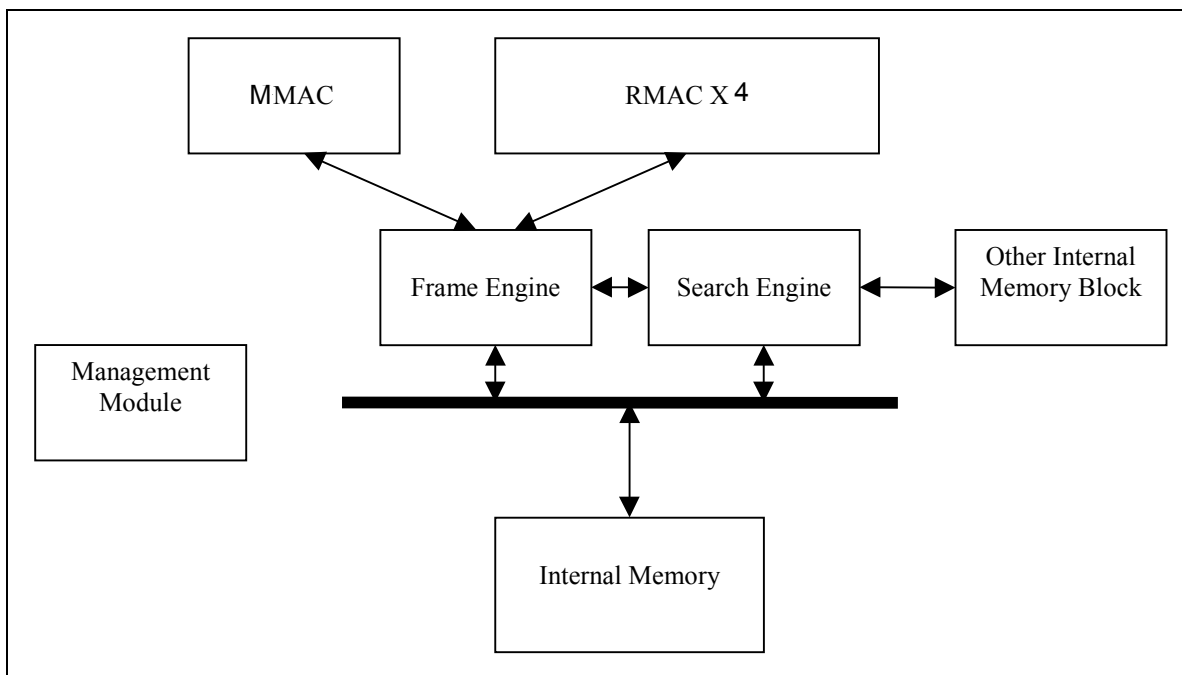 MMAC
RMAC X 4
Frame Engine
Search Engine
Other Internal
Memory Block
Management
Module
Internal Memory